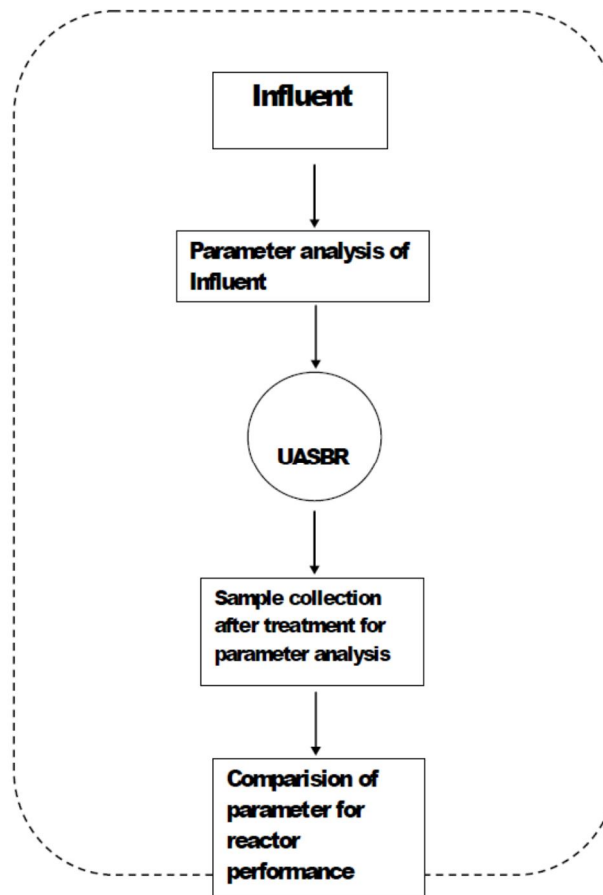 Influent
Parameter analysis of
Influent
UASBR
Sample collection
after treatment for
parameter analysis
Comparision of
parameter for
reactor
performance